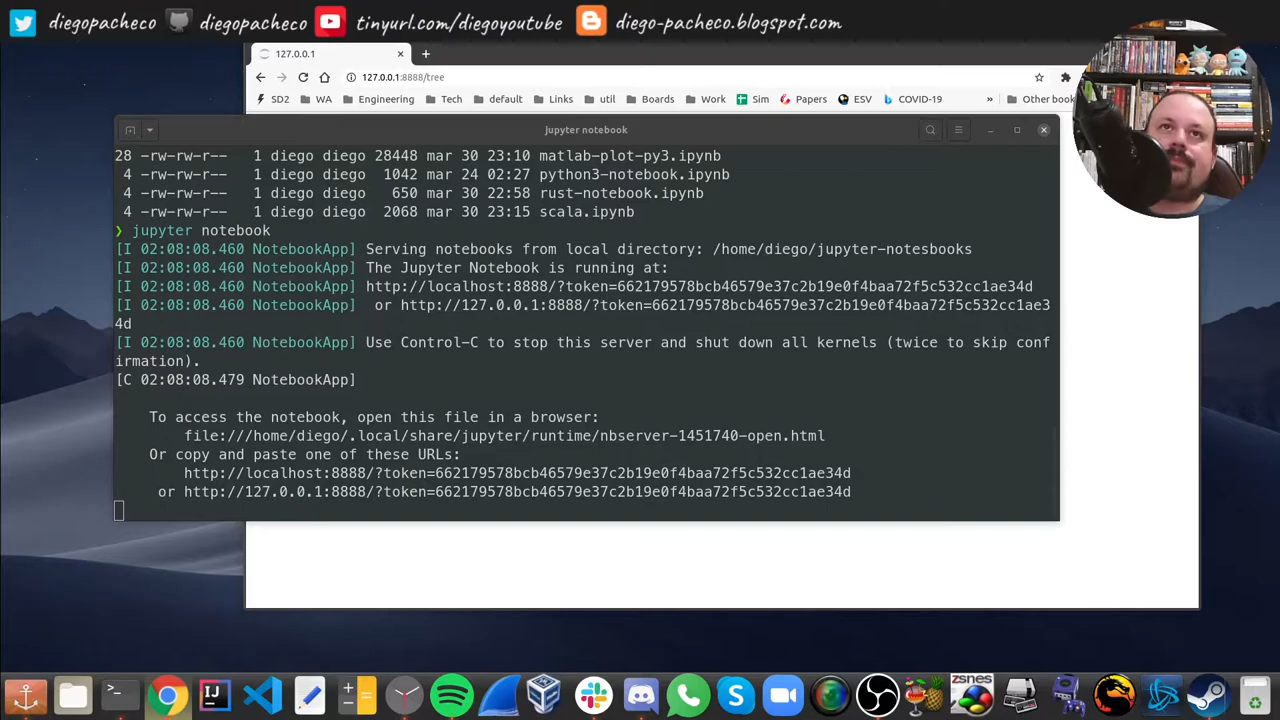 diegopacheco diegopacheco tinyurl.com/diegoyoutube diego-pacheco.blogspot.com
127.0.0.1
127.0.0.1:8888/tree
SD2 WA Engineering Tech default Links util Boards Work Sim Papers ESV COVID-19 » Other book
Jupyter notebook
28 -rw-rw-r-- 1 diego diego 28448 mar 30 23:10 matlab-plot-py3.ipynb
4 -rw-rw-r-- 1 diego diego 1042 mar 24 02:27 python3-notebook.ipynb
4 -rw-rw-r-- 1 diego diego 650 mar 30 22:58 rust-notebook.ipynb
4 -rw-rw-r-- 1 diego diego 2068 mar 30 23:15 scala.ipynb
❯ jupyter notebook
[I 02:08:08.460 NotebookApp] Serving notebooks from local directory: /home/diego/jupyter-notesbooks
[I 02:08:08.460 NotebookApp] The Jupyter Notebook is running at:
[I 02:08:08.460 NotebookApp] http://localhost:8888/?token=662179578bcb46579e37c2b19e0f4baa72f5c532cc1ae34d
[I 02:08:08.460 NotebookApp] or http://127.0.0.1:8888/?token=662179578bcb46579e37c2b19e0f4baa72f5c532cc1ae3
4d
[I 02:08:08.460 NotebookApp] Use Control-C to stop this server and shut down all kernels (twice to skip conf
irmation).
[C 02:08:08.479 NotebookApp]
To access the notebook, open this file in a browser:
file:///home/diego/.local/share/jupyter/runtime/nbserver-1451740-open.html
Or copy and paste one of these URLs:
http://localhost:8888/?token=662179578bcb46579e37c2b19e0f4baa72f5c532cc1ae34d
or http://127.0.0.1:8888/?token=662179578bcb46579e37c2b19e0f4baa72f5c532cc1ae34d
ZSNES